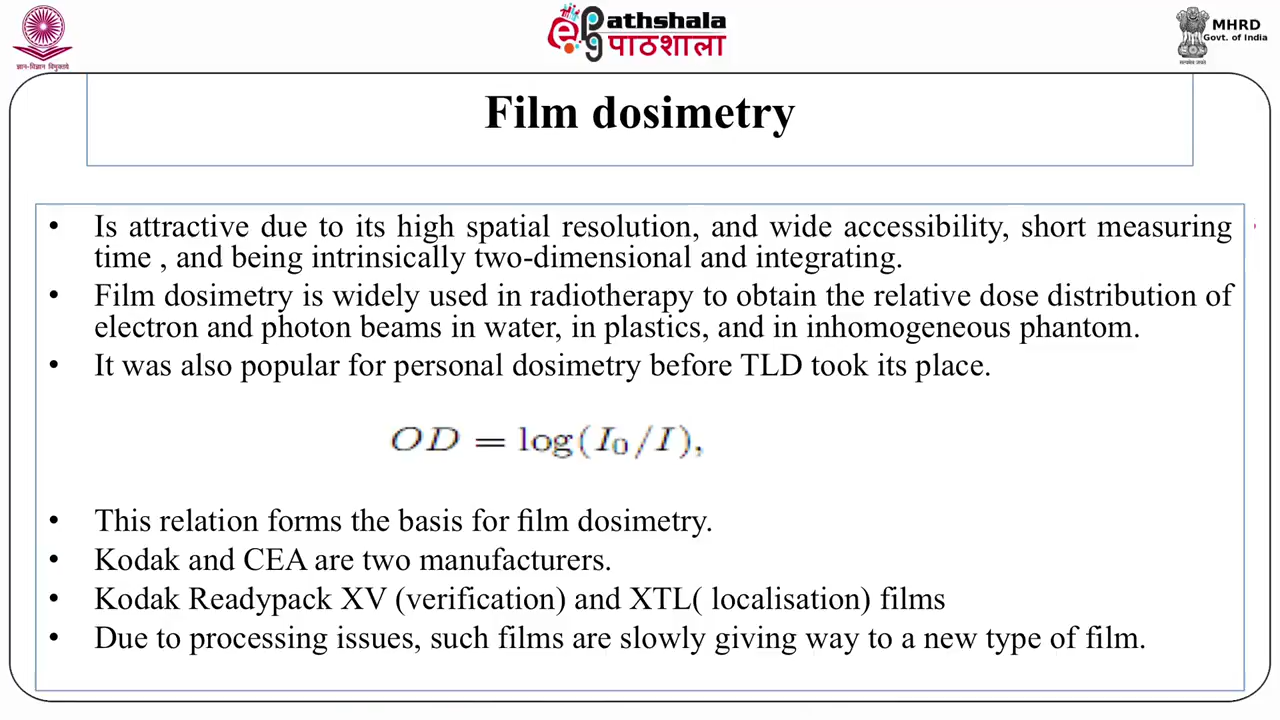 ज्ञान-विज्ञान विमुक्तये
ePathshala
पाठशाला
MHRD
Govt. of India
सत्यमेव जयते
Film dosimetry
• Is attractive due to its high spatial resolution, and wide accessibility, short measuring
time , and being intrinsically two-dimensional and integrating.
• Film dosimetry is widely used in radiotherapy to obtain the relative dose distribution of
electron and photon beams in water, in plastics, and in inhomogeneous phantom.
• It was also popular for personal dosimetry before TLD took its place.
OD = log(I₀/I),
• This relation forms the basis for film dosimetry.
• Kodak and CEA are two manufacturers.
• Kodak Readypack XV (verification) and XTL( localisation) films
• Due to processing issues, such films are slowly giving way to a new type of film.